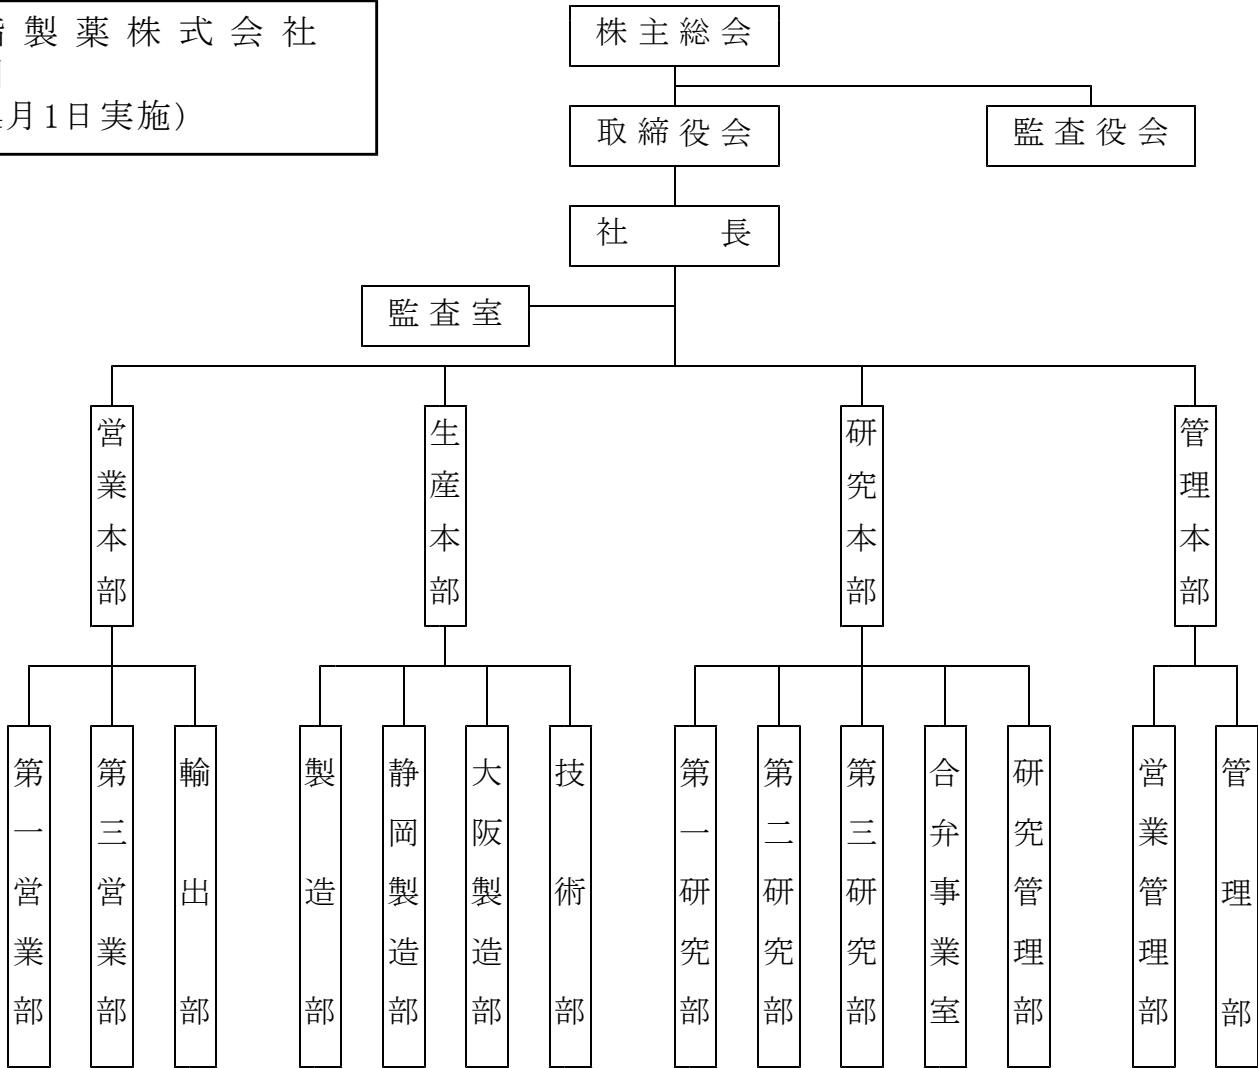 製薬株式会社
月1日実施)
株主総会
取締役会
監査役会
社長
監査室
営業本部
生産本部
研究本部
管理本部
第一営業部
第三営業部
輸出部
製造部
静岡製造部
大阪製造部
技術部
第一研究部
第二研究部
第三研究部
合弁事業室
研究管理部
営業管理部
管理部